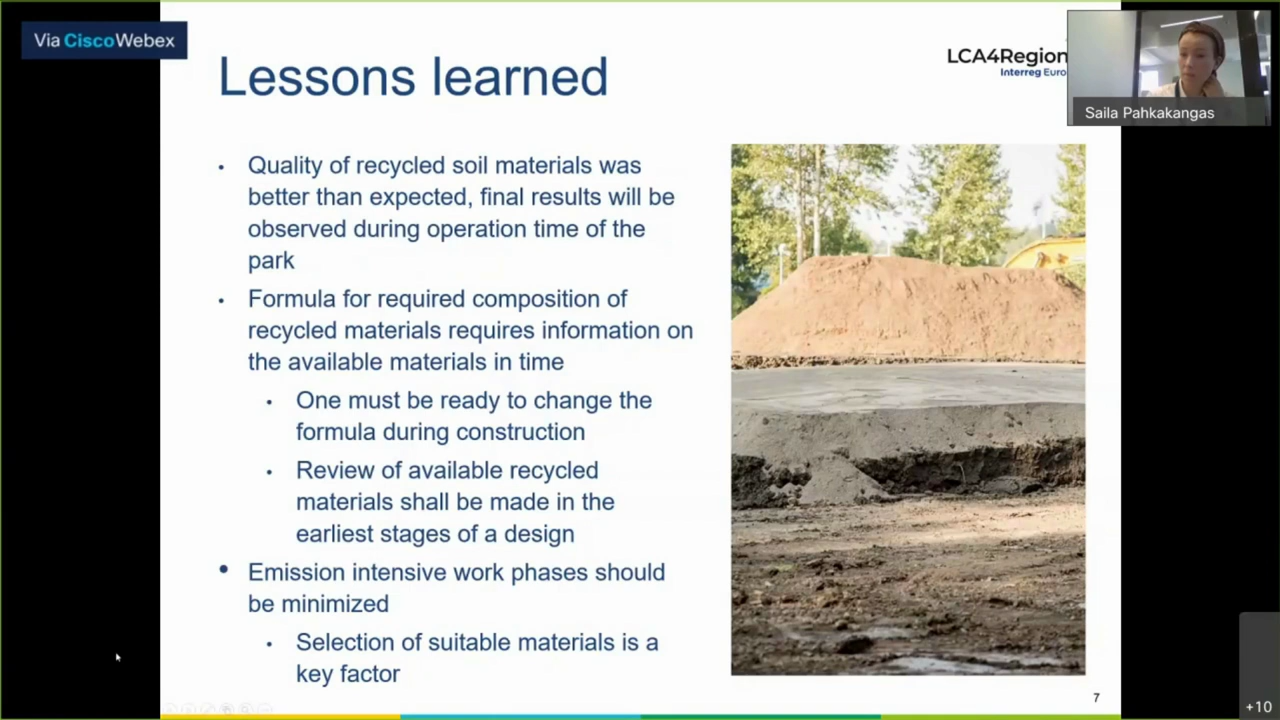 Via CiscoWebex
Lessons learned
LCA4Region
Interreg Euro
Saila Pahkakangas
• Quality of recycled soil materials was
better than expected, final results will be
observed during operation time of the
park
• Formula for required composition of
recycled materials requires information on
the available materials in time
• One must be ready to change the
formula during construction
• Review of available recycled
materials shall be made in the
earliest stages of a design
• Emission intensive work phases should
be minimized
• Selection of suitable materials is a
key factor
7
+10